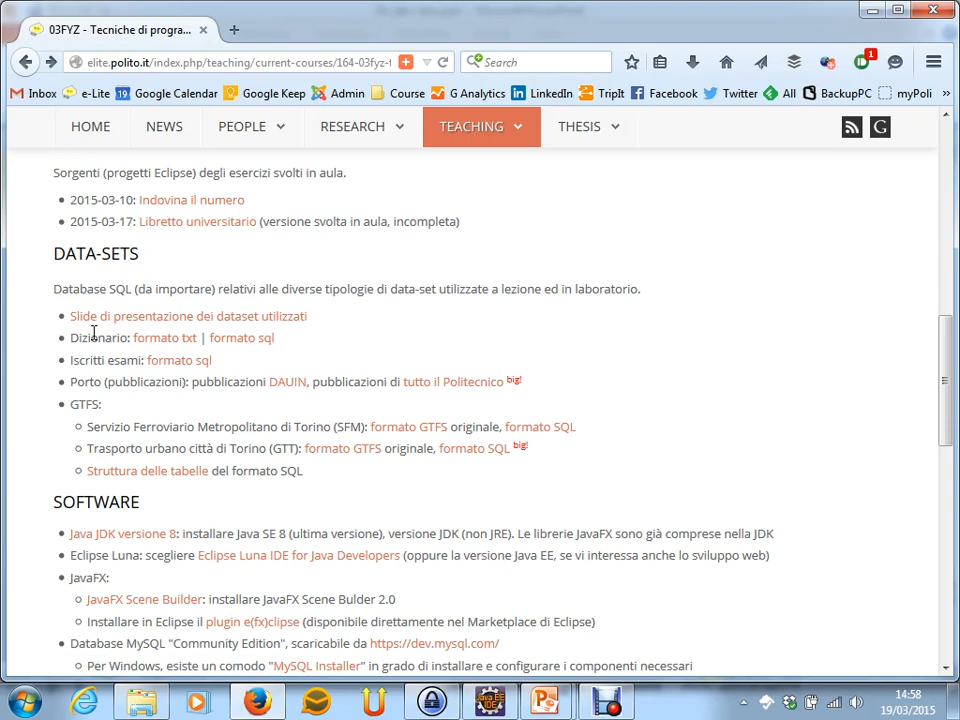 03FYZ - Tecniche di progra...
elite.polito.it/index.php/teaching/current-courses/164-03fyz-t
Search
1
Inbox e-Lite 19 Google Calendar Google Keep Admin Course G Analytics LinkedIn TripIt Facebook Twitter All BackupPC myPoli »
HOME NEWS PEOPLE RESEARCH TEACHING THESIS G
Sorgenti (progetti Eclipse) degli esercizi svolti in aula.
2015-03-10: Indovina il numero
2015-03-17: Libretto universitario (versione svolta in aula, incompleta)
DATA-SETS
Database SQL (da importare) relativi alle diverse tipologie di data-set utilizzate a lezione ed in laboratorio.
Slide di presentazione dei dataset utilizzati
Dizionario: formato txt | formato sql
Iscritti esami: formato sql
Porto (pubblicazioni): pubblicazioni DAUIN, pubblicazioni di tutto il Politecnico big!
GTFS:
Servizio Ferroviario Metropolitano di Torino (SFM): formato GTFS originale, formato SQL
Trasporto urbano città di Torino (GTT): formato GTFS originale, formato SQL big!
Struttura delle tabelle del formato SQL
SOFTWARE
Java JDK versione 8: installare Java SE 8 (ultima versione), versione JDK (non JRE). Le librerie JavaFX sono già comprese nella JDK
Eclipse Luna: scegliere Eclipse Luna IDE for Java Developers (oppure la versione Java EE, se vi interessa anche lo sviluppo web)
JavaFX:
JavaFX Scene Builder: installare JavaFX Scene Bulder 2.0
Installare in Eclipse il plugin e(fx)clipse (disponibile direttamente nel Marketplace di Eclipse)
Database MySQL "Community Edition", scaricabile da https://dev.mysql.com/
Per Windows, esiste un comodo "MySQL Installer" in grado di installare e configurare i componenti necessari
Java EE
IDE
14:58
19/03/2015